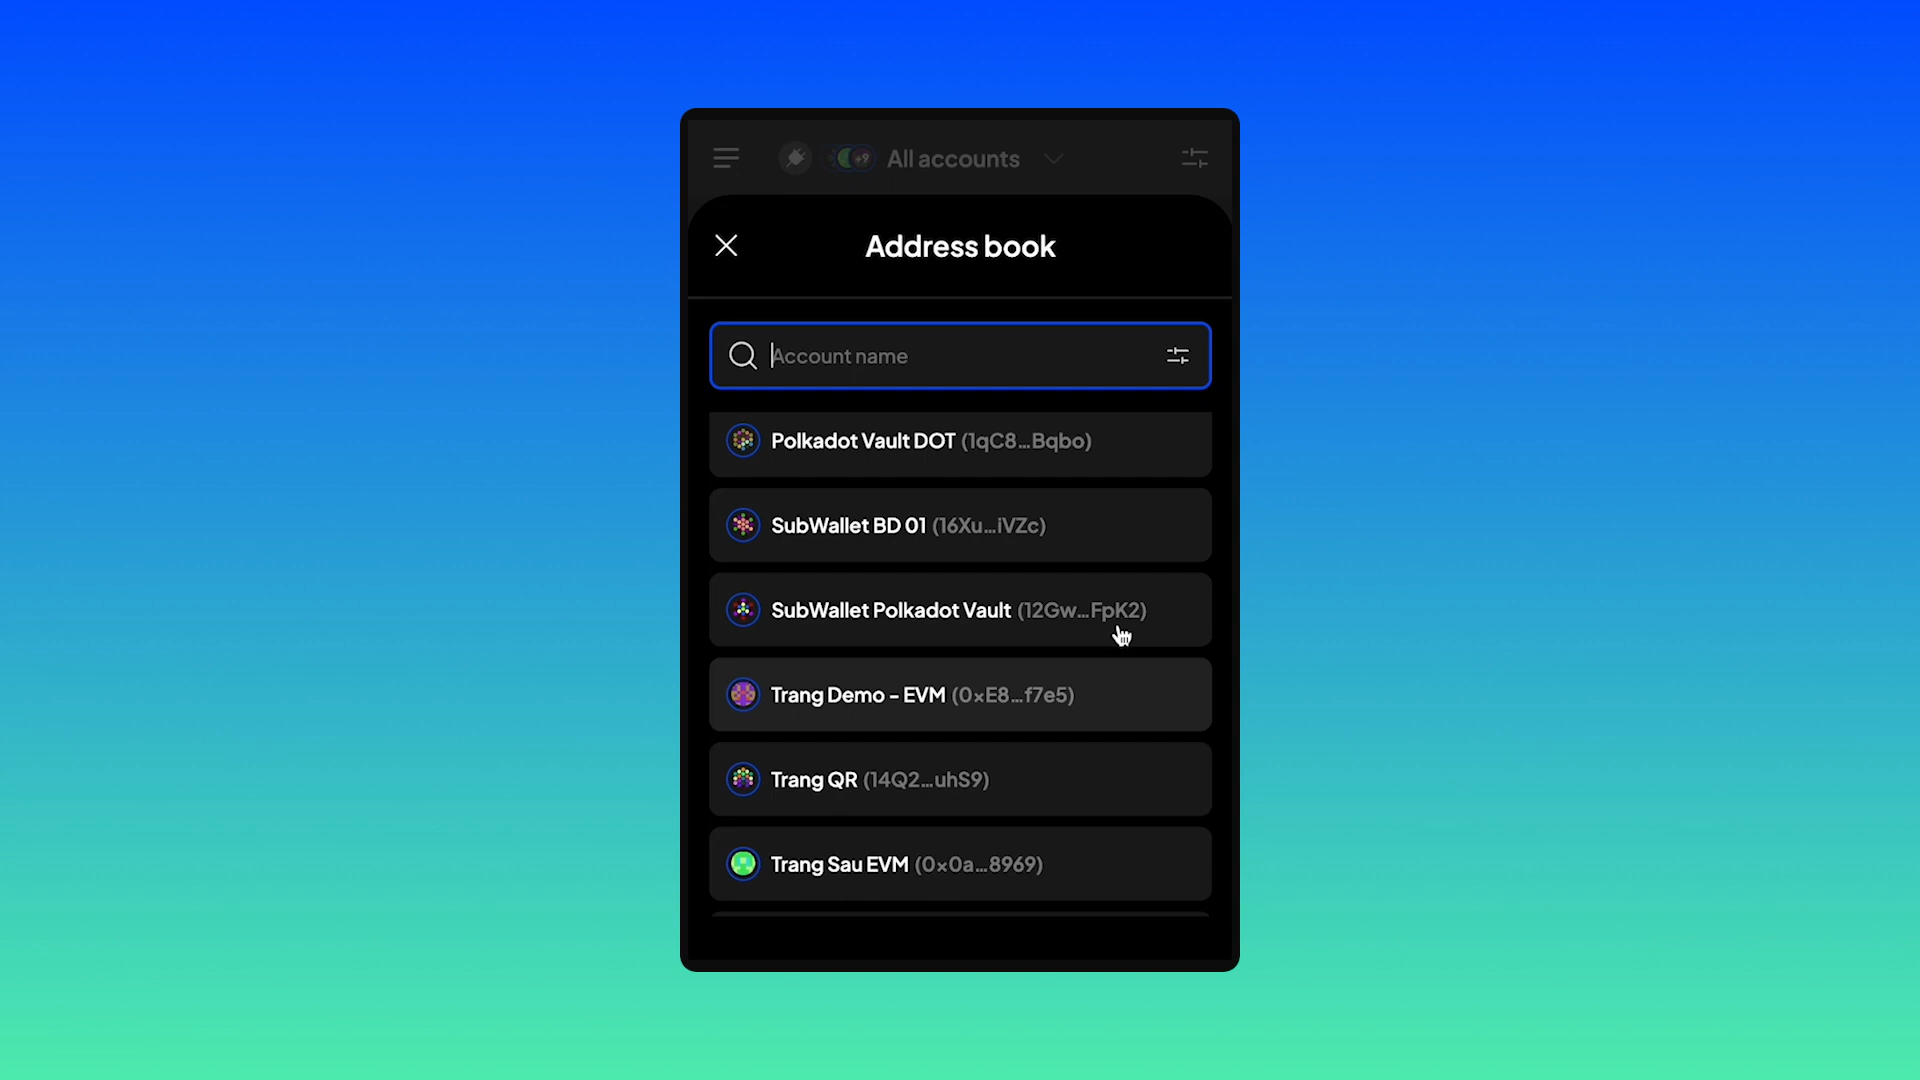 +9 All accounts
Address book
Account name
Polkadot Vault DOT (1qC8...Bqbo)
SubWallet BD 01 (16Xu...iVZc)
SubWallet Polkadot Vault (12Gw...FpK2)
Trang Demo - EVM (0xE8...f7e5)
Trang QR (14Q2...uhS9)
Trang Sau EVM (0x0a...8969)